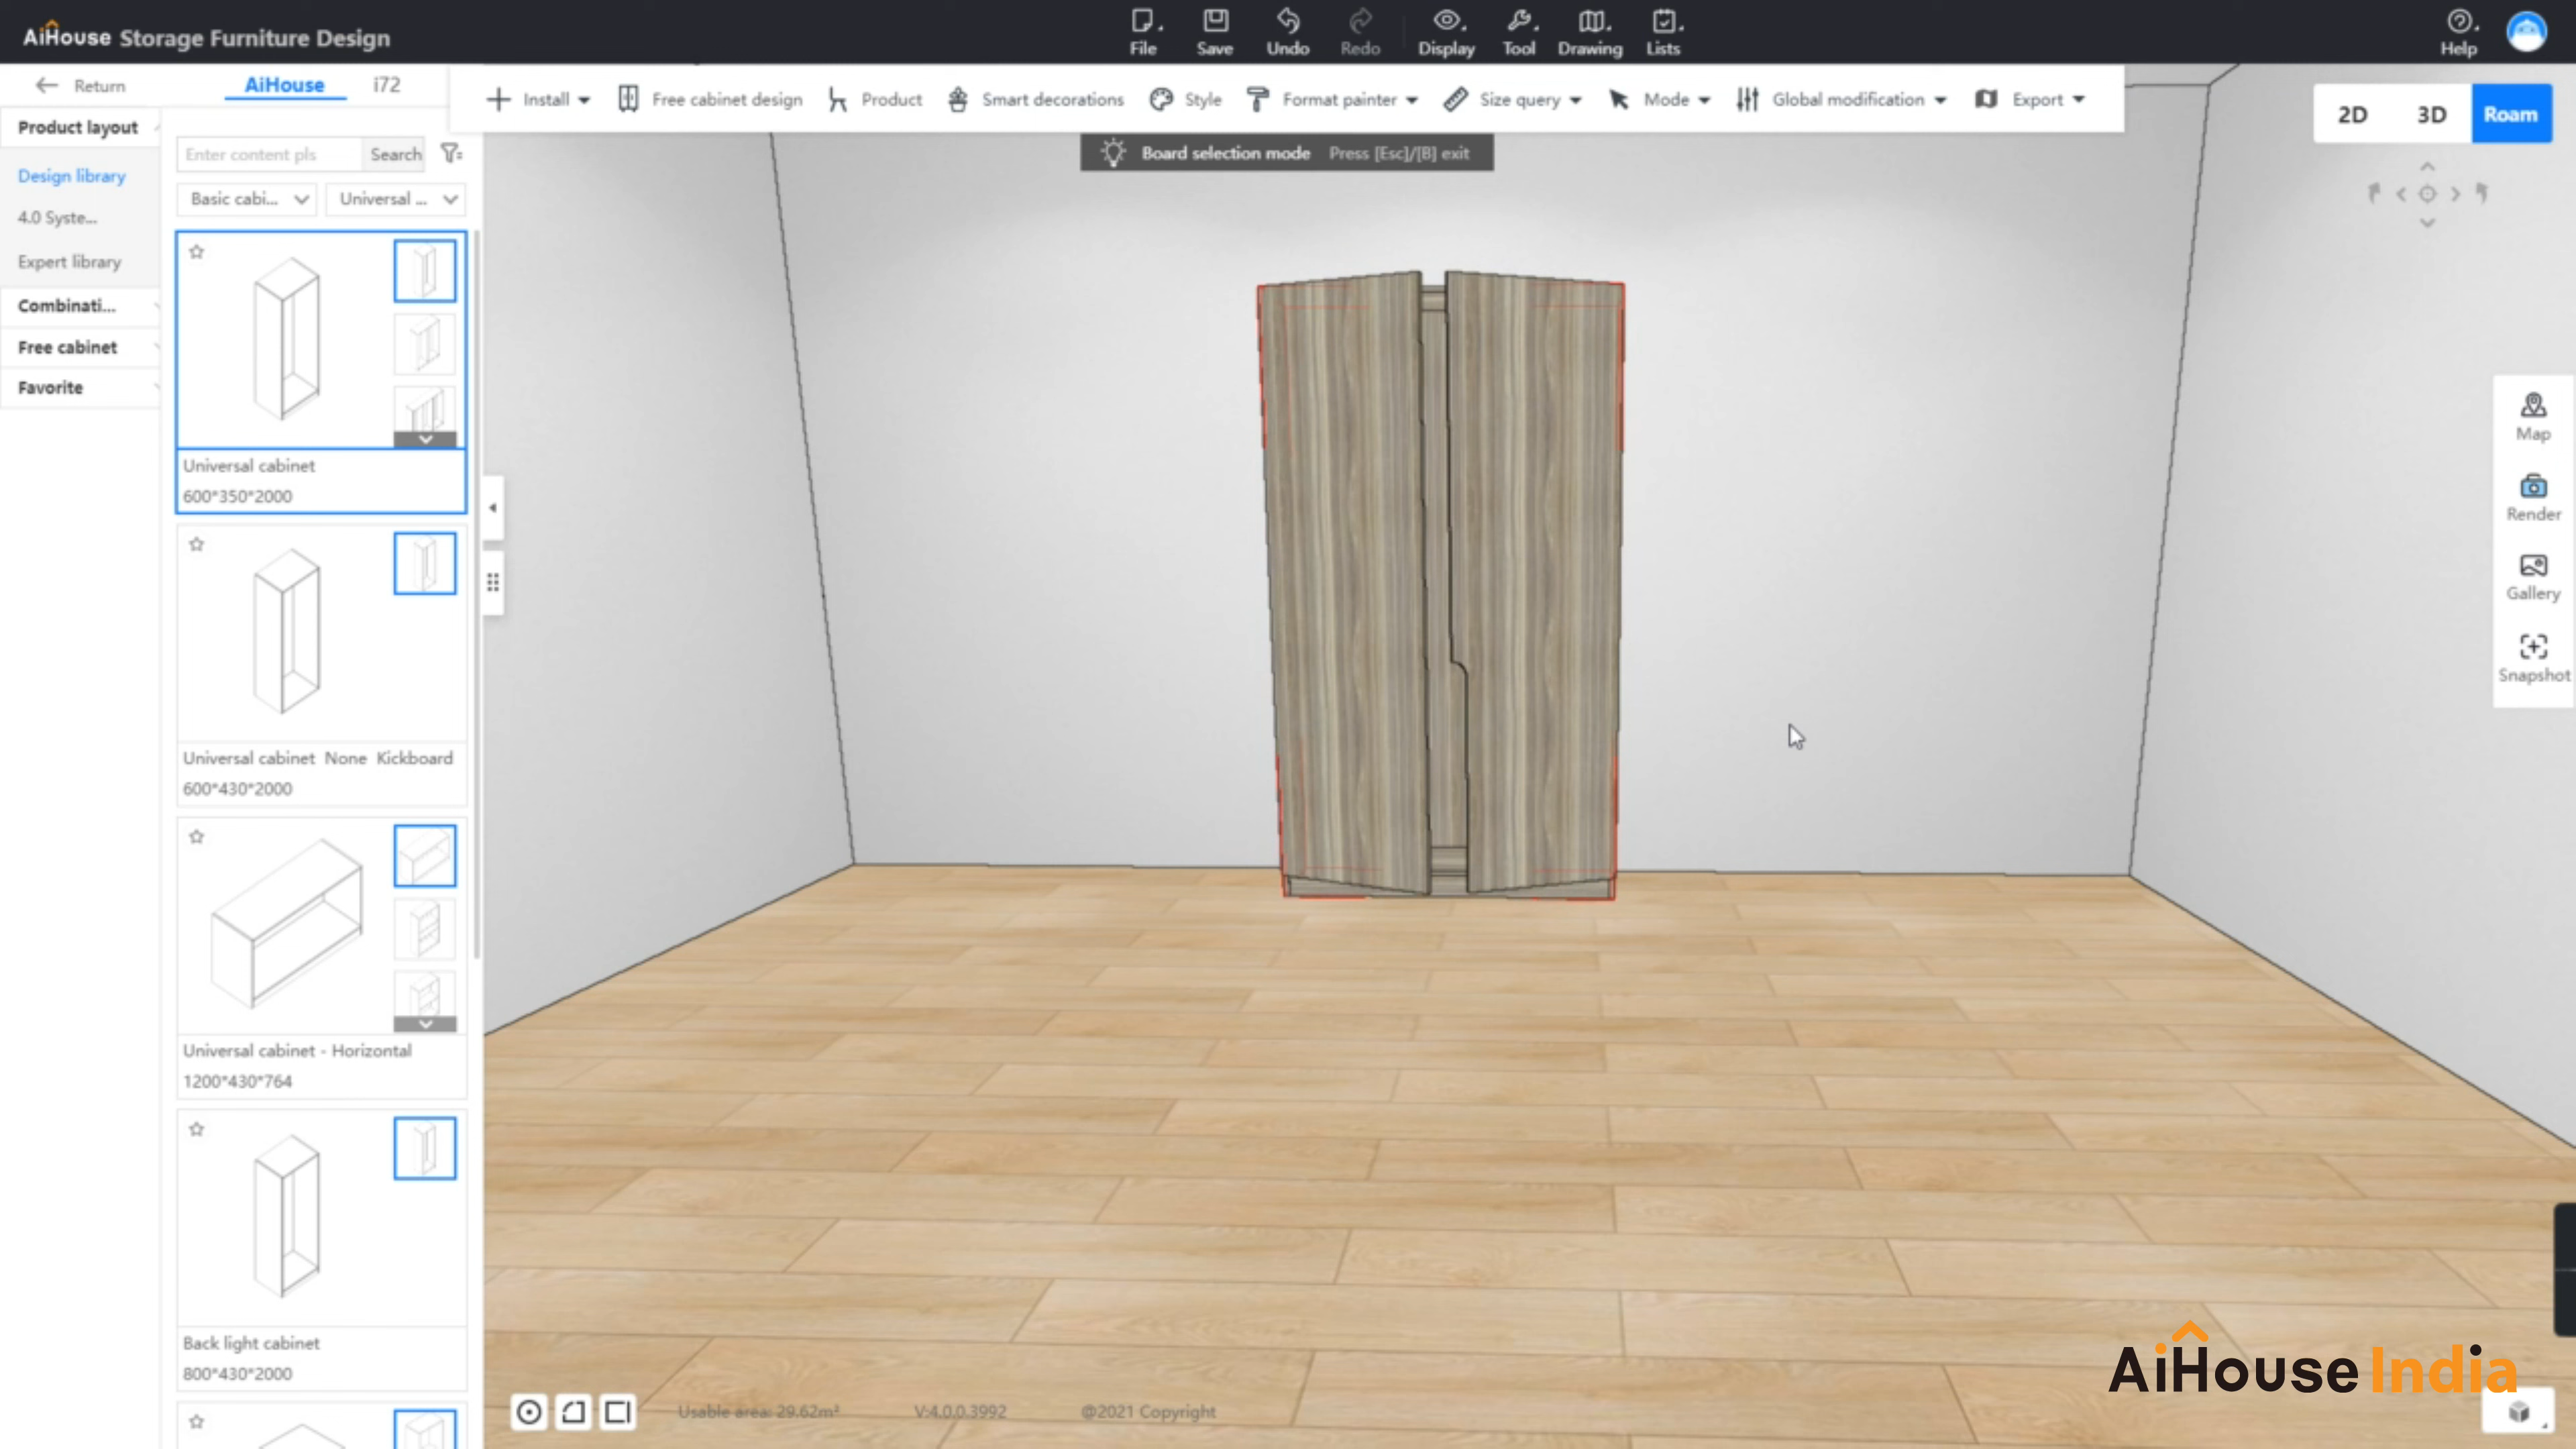 AiHouse Storage Furniture Design
File
Save
Undo
Redo
Display
Tool
Drawing
Lists
Help
Return
AiHouse
i72
Install
Free cabinet design
Product
Smart decorations
Style
Format painter
Size query
Mode
Global modification
Export
2D
3D
Roam
Product layout
Enter content pls
Search
Board selection mode Press [Esc]/[B] exit
Design library
Basic cabi...
Universal ...
4.0 Syste...
Expert library
Combinati...
Free cabinet
Favorite
Universal cabinet
600*350*2000
Universal cabinet None Kickboard
600*430*2000
Universal cabinet - Horizontal
1200*430*764
Back light cabinet
800*430*2000
Map
Render
Gallery
Snapshot
Usable area: 29.62m²
V:4.0.0.3992
@2021 Copyright
AiHouse India